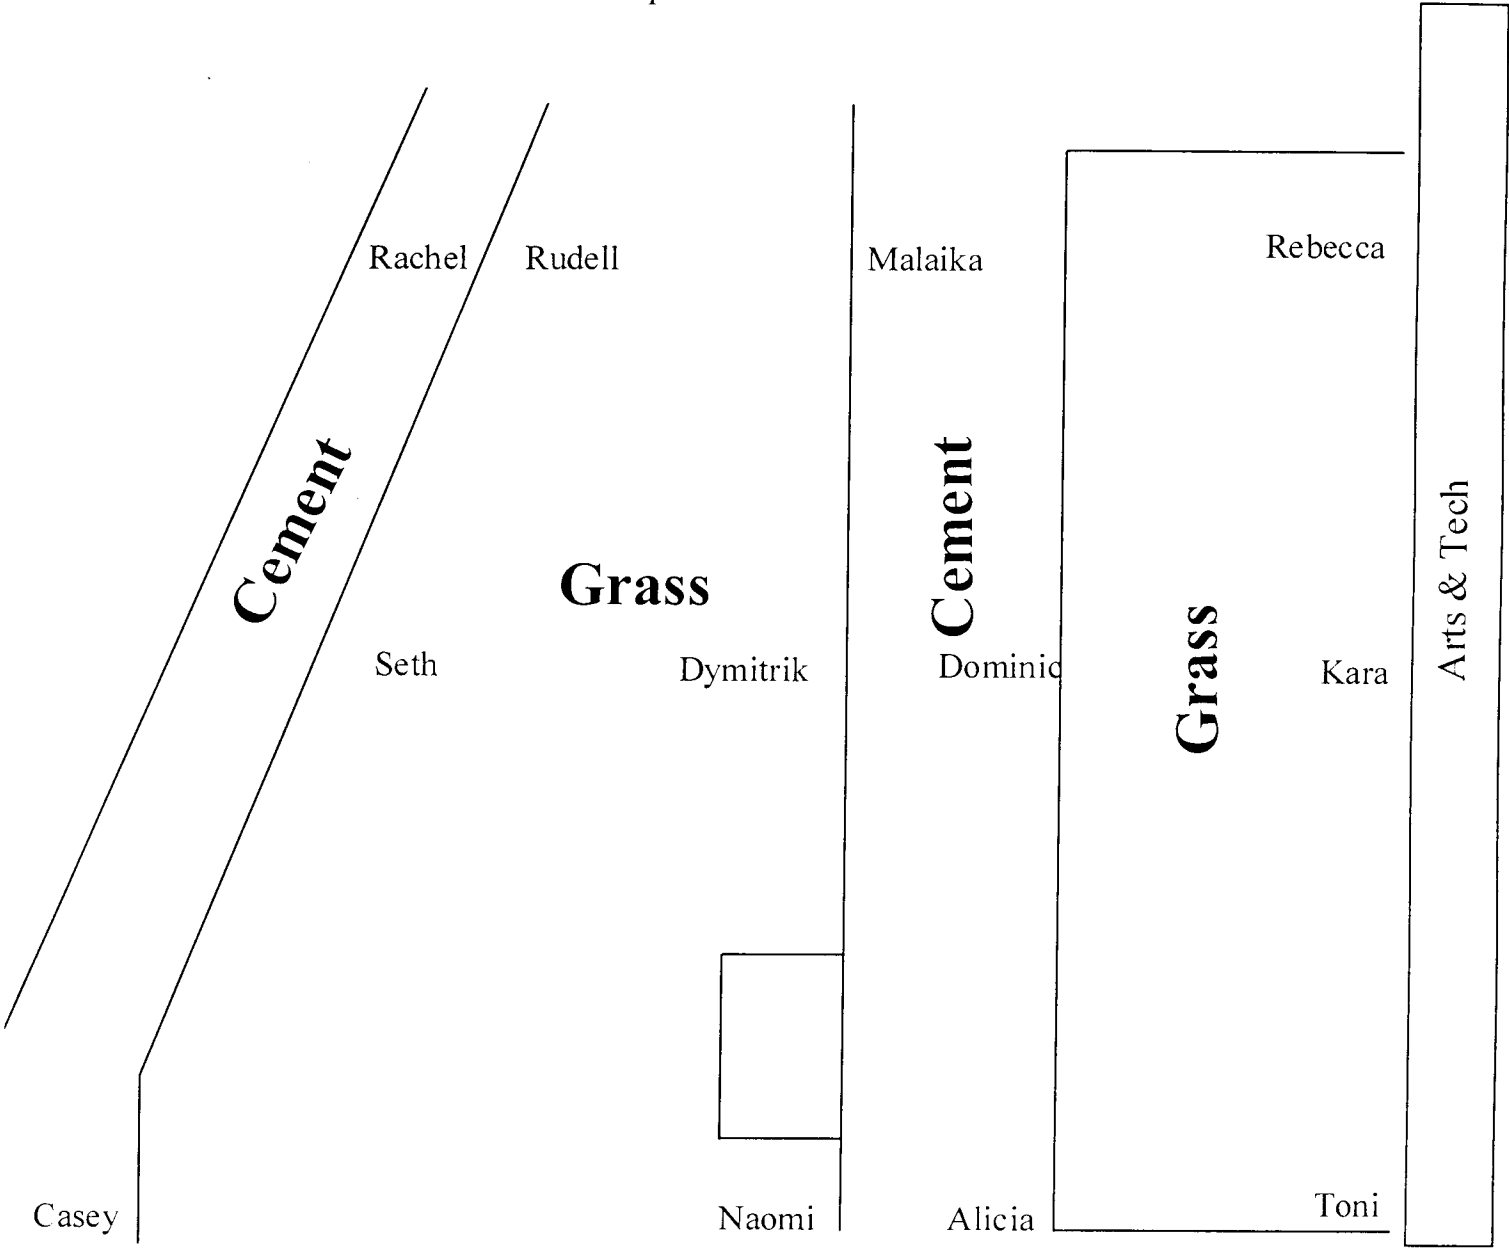 Rachel Rudell Malaika Rebecca
Cement
Cement
Grass
Arts & Tech
Grass
Seth Dymitrik Dominic Kara
Casey Naomi Alicia Toni